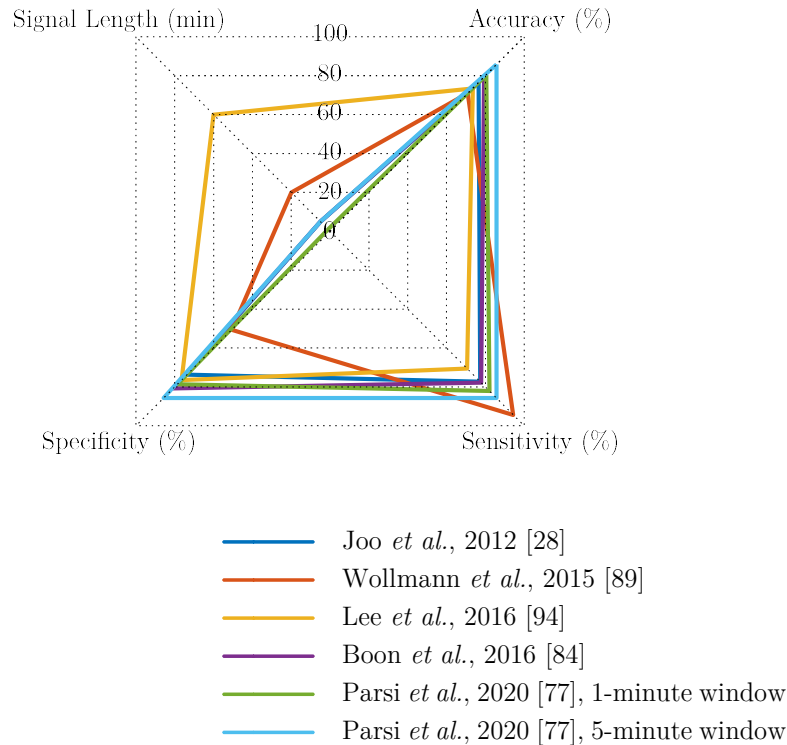 Signal Length (min)
Accuracy (%)
100
80
60
40
20
0
Specificity (%)
Sensitivity (%)
Joo et al., 2012 [28]
Wollmann et al., 2015 [89]
Lee et al., 2016 [94]
Boon et al., 2016 [84]
Parsi et al., 2020 [77], 1-minute window
Parsi et al., 2020 [77], 5-minute window